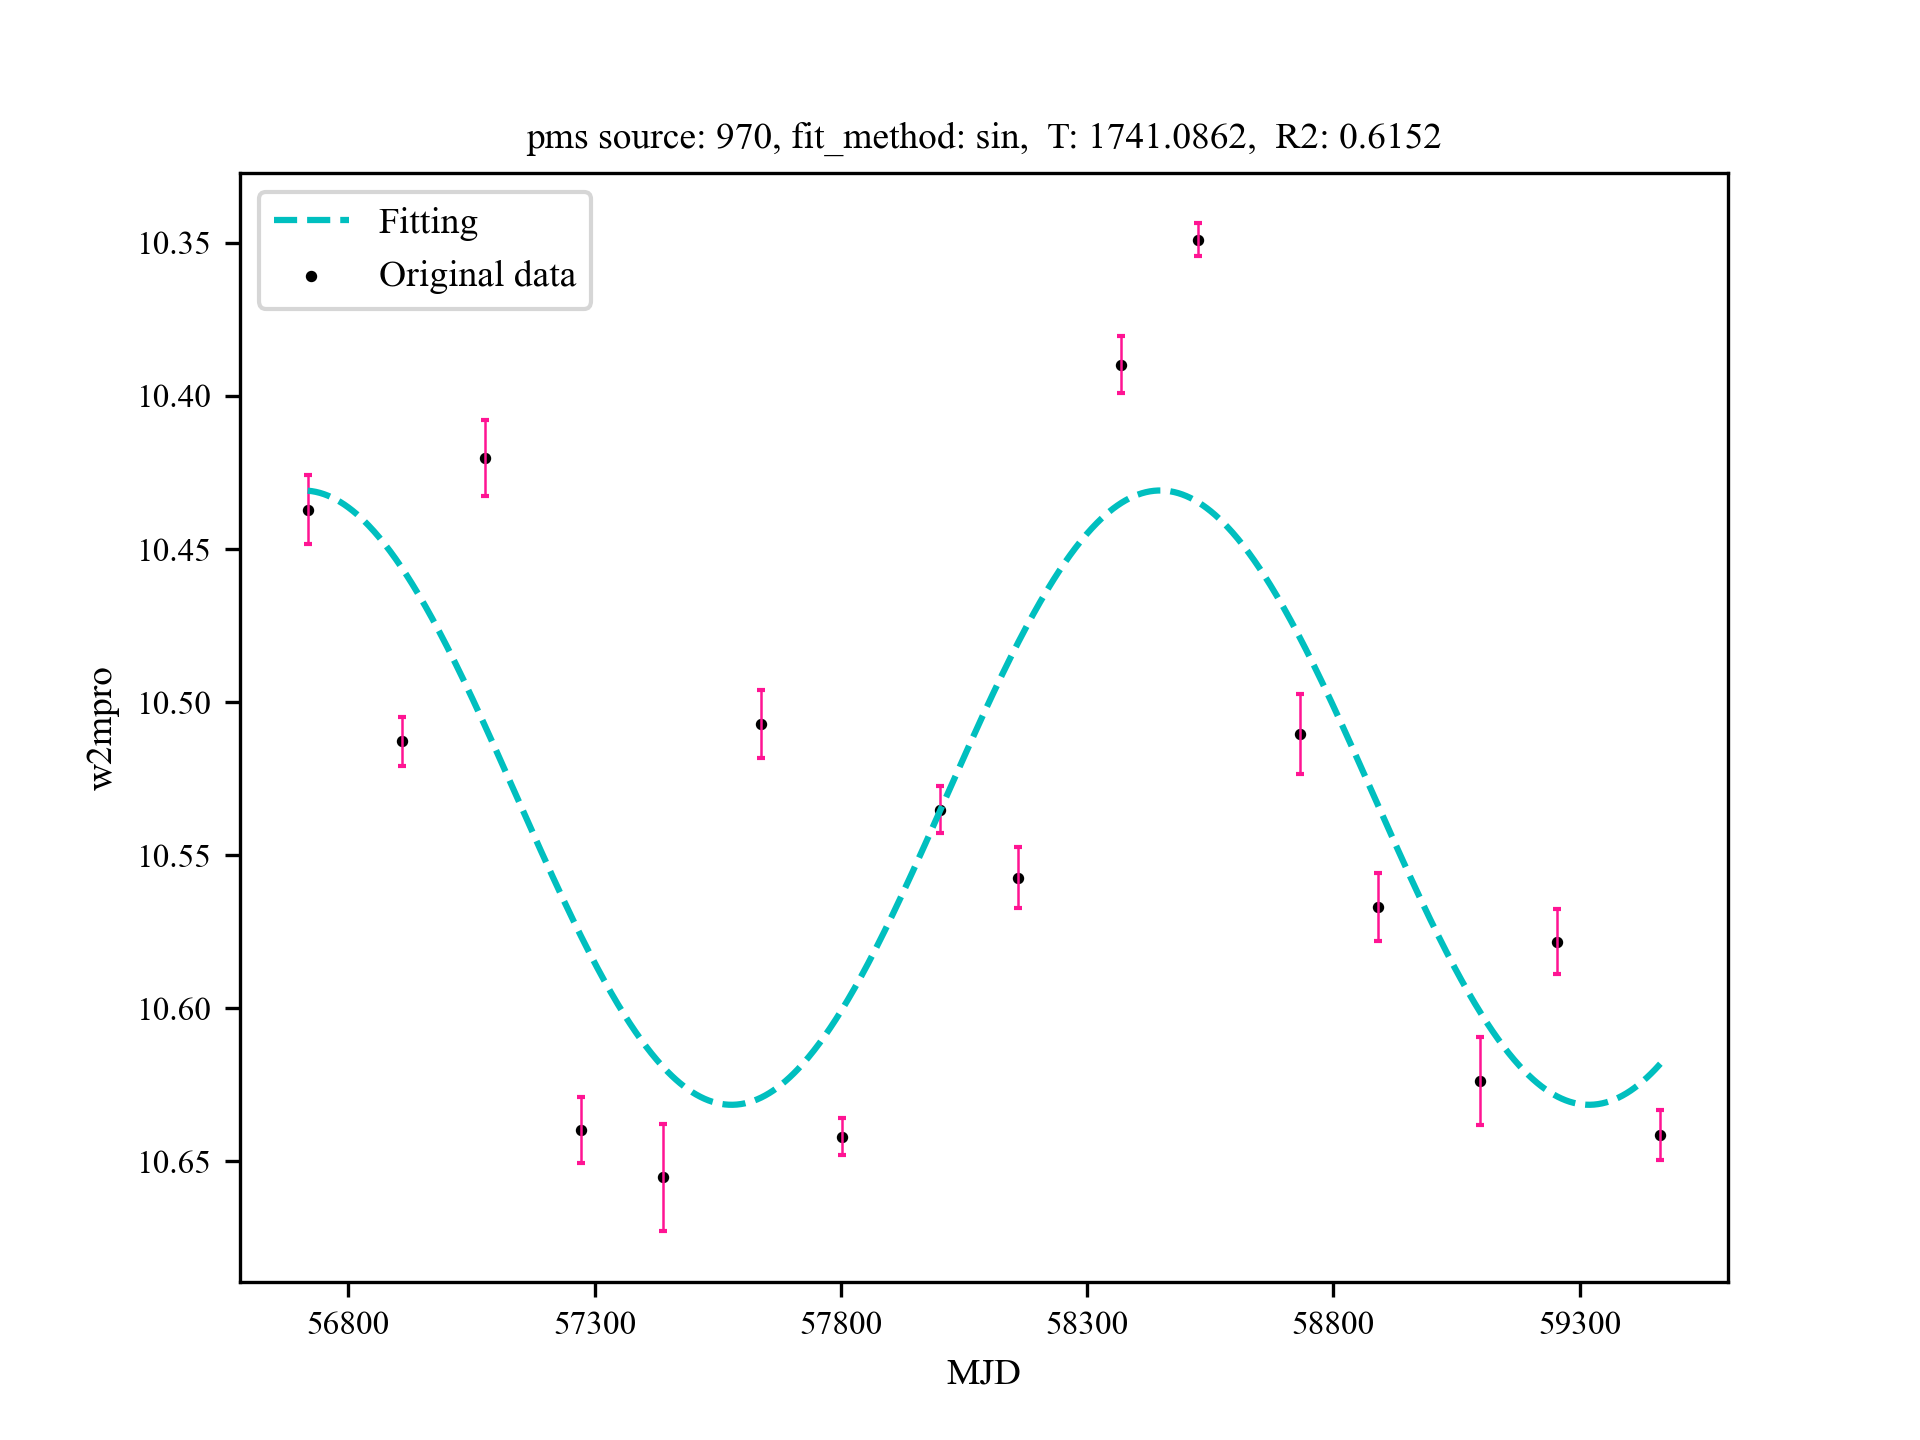 pms source: 970, fit_method: sin, T: 1741.0862, R2: 0.6152
Fitting
Original data
10.35
10.40
10.45
10.50
10.55
10.60
10.65
w2mpro
56800 57300 57800 58300 58800 59300
MJD